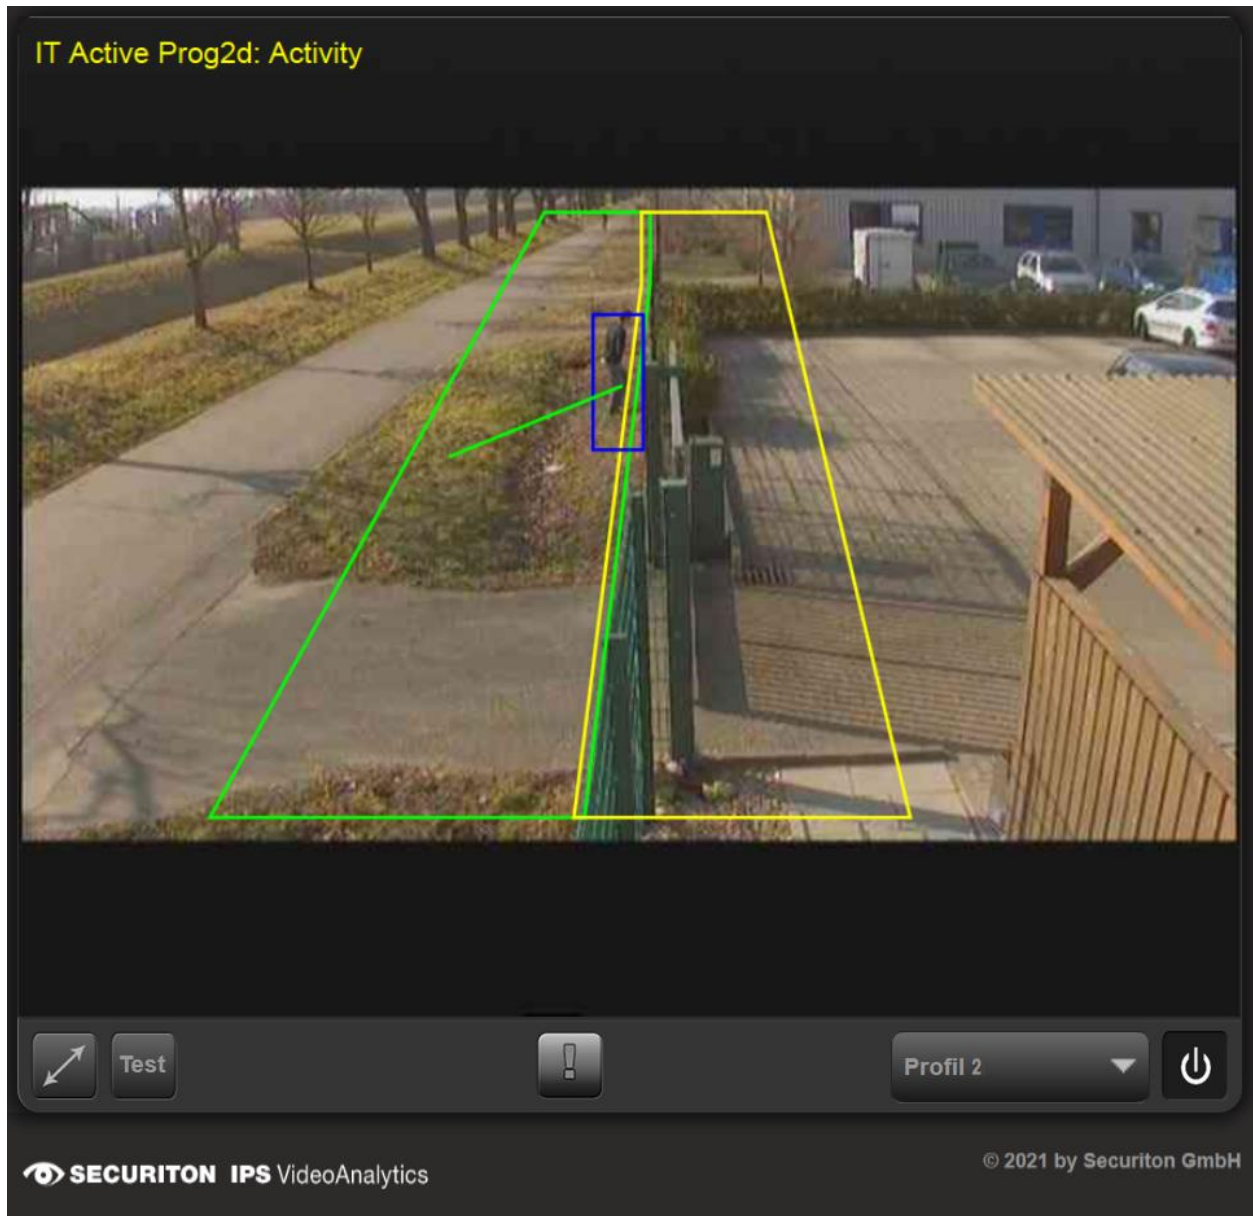 IT Active Prog2d: Activity
Test
Profil 2
SECURITON IPS VideoAnalytics
© 2021 by Securiton GmbH